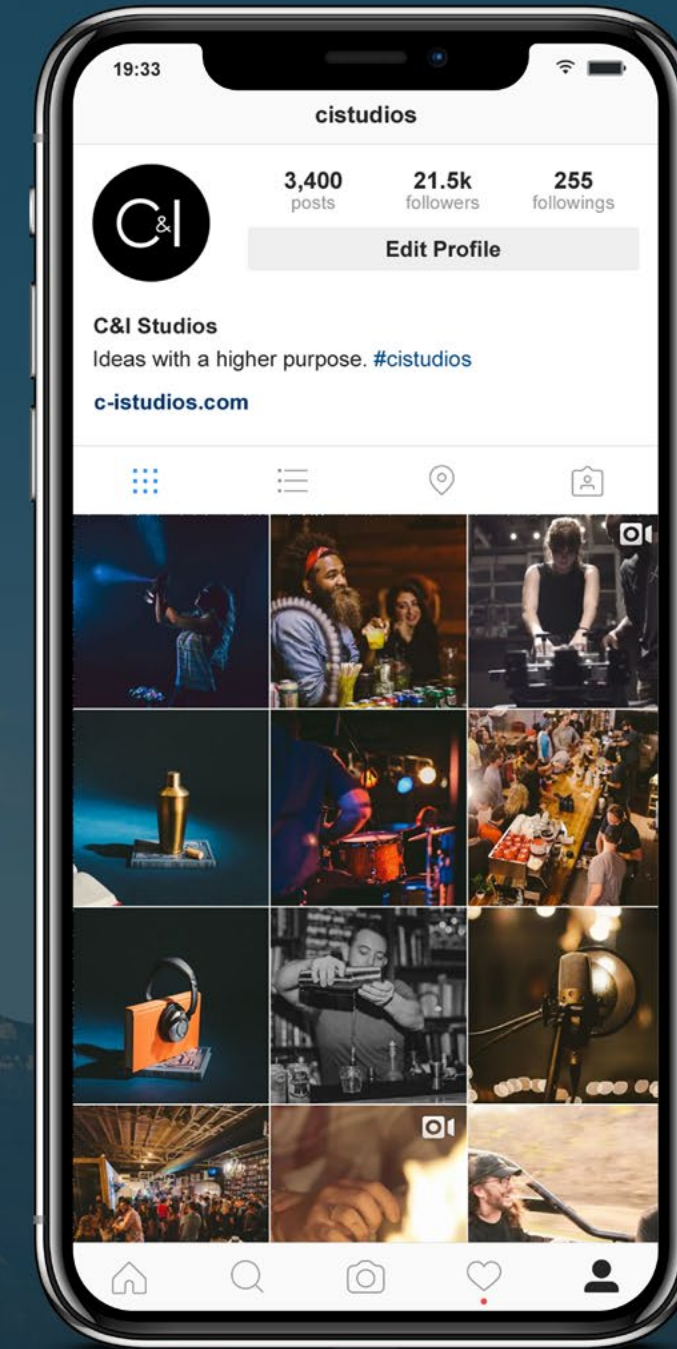 19:33
cistudios
C&I
3,400 21.5k 255
posts followers followings
Edit Profile
C&I Studios
Ideas with a higher purpose. #cistudios
c-istudios.com